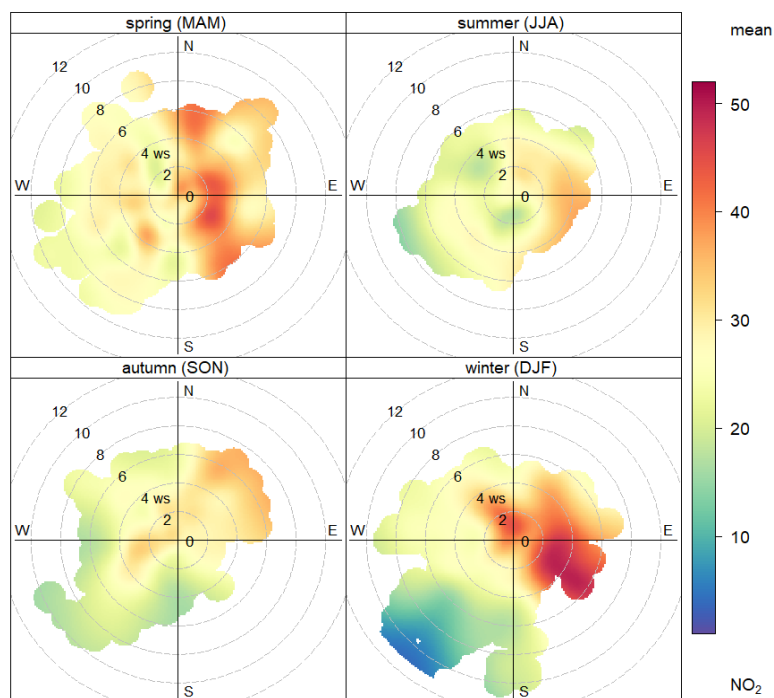 spring (MAM)
N
12
10
8
6
4 ws
2
0
W
E
S
summer (JJA)
N
12
10
8
6
4 ws
2
0
W
E
S
autumn (SON)
N
12
10
8
6
4 ws
2
0
W
E
S
winter (DJF)
N
12
10
8
6
4 ws
2
0
W
E
S
mean
50
40
30
20
10
NO₂